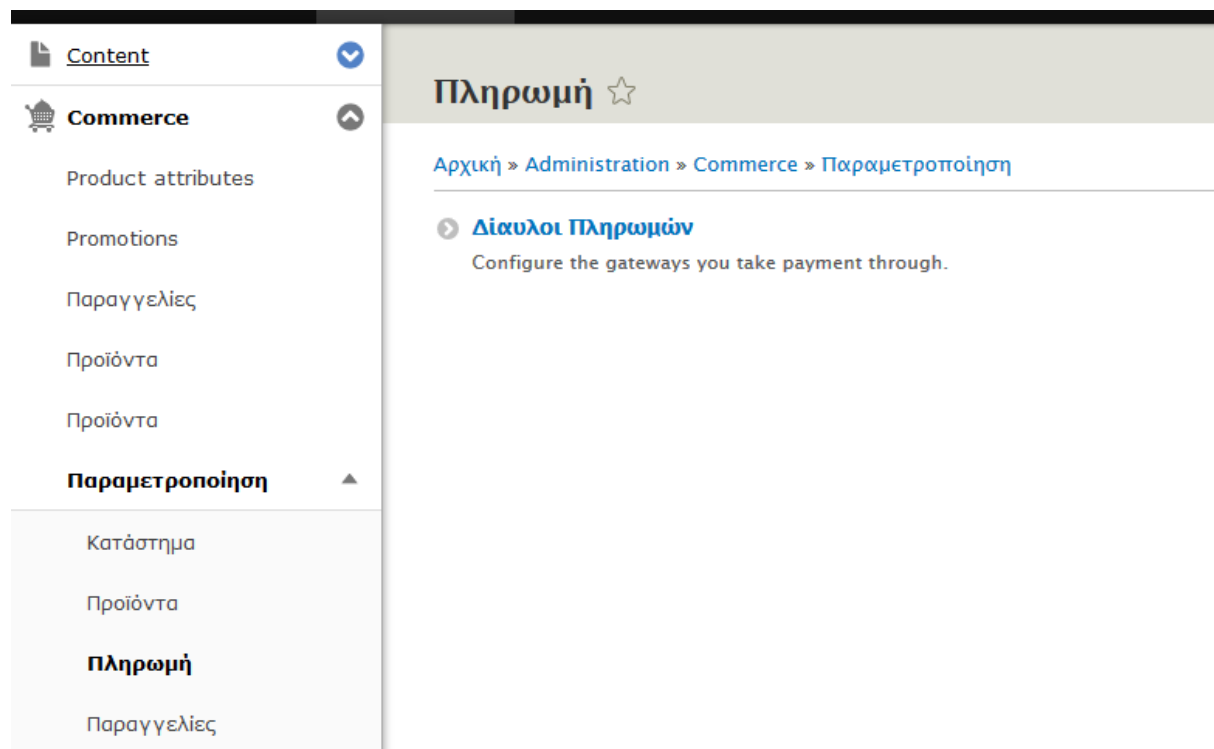 Content
Commerce
Product attributes
Promotions
Παραγγελίες
Προϊόντα
Προϊόντα
Παραμετροποίηση
Κατάστημα
Προϊόντα
Πληρωμή
Παραγγελίες
Πληρωμή
Αρχική » Administration » Commerce » Παραμετροποίηση
Δίαυλοι Πληρωμών
Configure the gateways you take payment through.